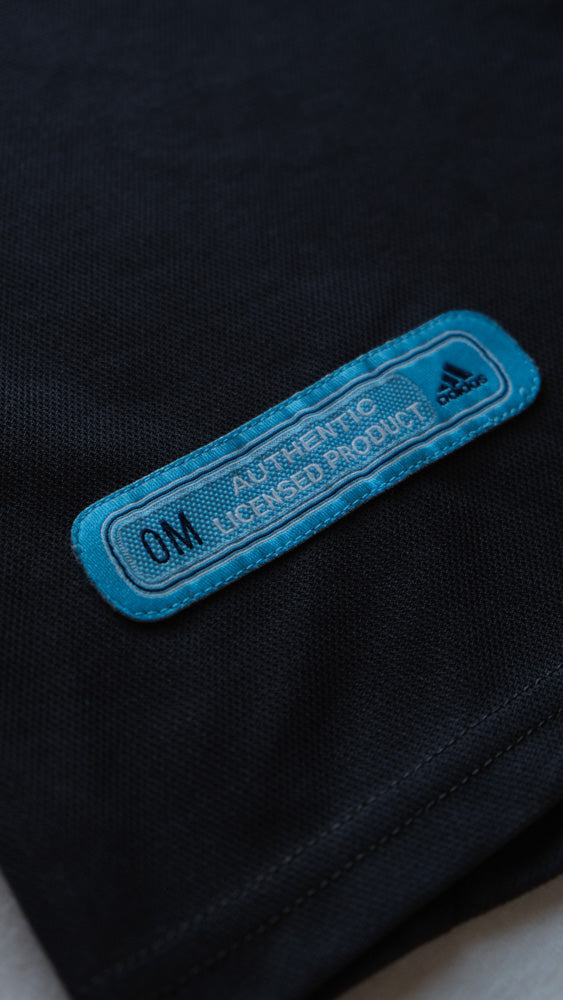 OM
AUTHENTIC
LICENSED PRODUCT
adidas